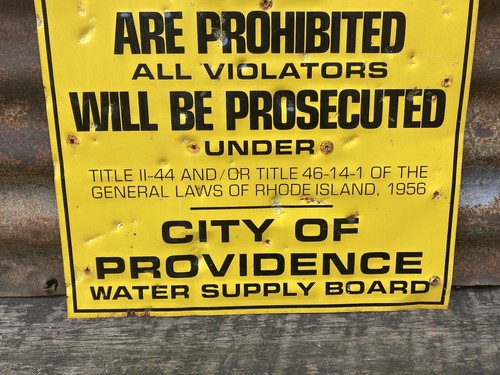 ARE PROHIBITED
ALL VIOLATORS
WILL BE PROSECUTED
UNDER
TITLE II-44 AND/OR TITLE 46-14-1 OF THE
GENERAL LAWS OF RHODE ISLAND, 1956
CITY OF
PROVIDENCE
WATER SUPPLY BOARD